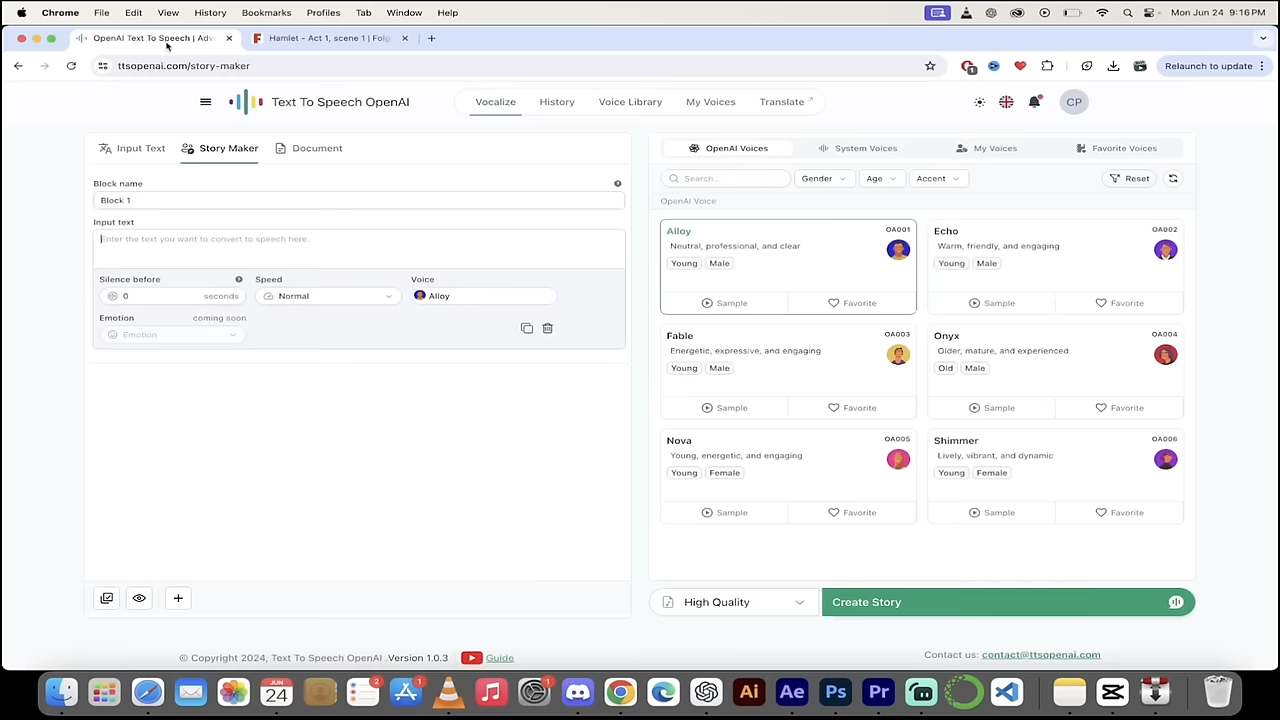 Chrome File Edit View History Bookmarks Profiles Tab Window Help Mon Jun 24 9:16 PM
OpenAI Text To Speech | Adv Hamlet - Act 1, scene 1 | Folg
ttsopenai.com/story-maker Relaunch to update
Text To Speech OpenAI Vocalize History Voice Library My Voices Translate CP
Input Text Story Maker Document
OpenAI Voices System Voices My Voices Favorite Voices
Search... Gender Age Accent Reset
OpenAI Voice
Block name
Block 1
Input text
Enter the text you want to convert to speech here.
Silence before Speed Voice
0 seconds Normal Alloy
Emotion coming soon
Emotion
Alloy OA001
Neutral, professional, and clear
Young Male
Sample Favorite
Echo OA002
Warm, friendly, and engaging
Young Male
Sample Favorite
Fable OA003
Energetic, expressive, and engaging
Young Male
Sample Favorite
Onyx OA004
Older, mature, and experienced
Old Male
Sample Favorite
Nova OA005
Young, energetic, and engaging
Young Female
Sample Favorite
Shimmer OA006
Lively, vibrant, and dynamic
Young Female
Sample Favorite
High Quality Create Story
© Copyright 2024, Text To Speech OpenAI .Version 1.0.3 Guide
Contact us: contact@ttsopenai.com
JUN
24
2
1
1
Ai Ae Ps Pr